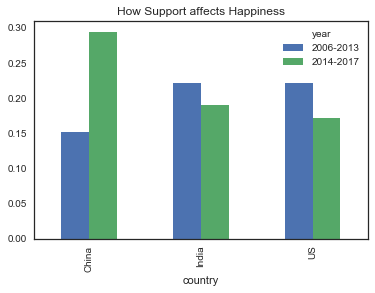 How Support affects Happiness
year
2006-2013
2014-2017
0.30
0.25
0.20
0.15
0.10
0.05
0.00
China
India
US
country